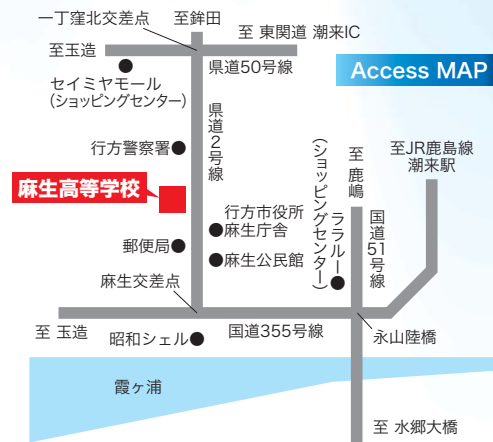 一丁窪北交差点
至鉾田
至玉造
至 東関道 潮来IC
県道50号線
セイミヤモール
(ショッピングセンター)
Access MAP
県道2号線
行方警察署
麻生高等学校
行方市役所
麻生庁舎
郵便局
麻生公民館
麻生交差点
ララルー
(ショッピングセンター)
至 鹿嶋
国道51号線
至JR鹿島線
潮来駅
至 玉造
昭和シェル
国道355号線
永山陸橋
霞ヶ浦
至 水郷大橋